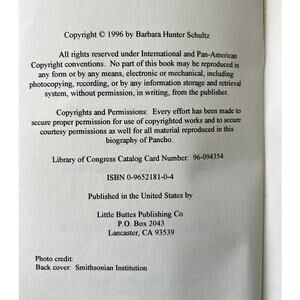 Copyright © 1996 by Barbara Hunter Schultz
All rights reserved under International and Pan-American
Copyright conventions. No part of this book may be reproduced in
any form or by any means, electronic or mechanical, including
photocopying, recording, or by any information storage and retrieval
system, without permission, in writing, from the publisher.
Copyrights and Permissions: Every effort has been made to
secure proper permission for use of copyrighted works and to secure
courtesy permissions as well for all material reproduced in this
biography of Pancho.
Library of Congress Catalog Card Number: 96-094354
ISBN 0-9652181-0-4
Published in the United States by
Little Buttes Publishing Co.
P.O. Box 2043
Lancaster, CA 93539
Photo credit:
Back cover: Smithsonian Institution